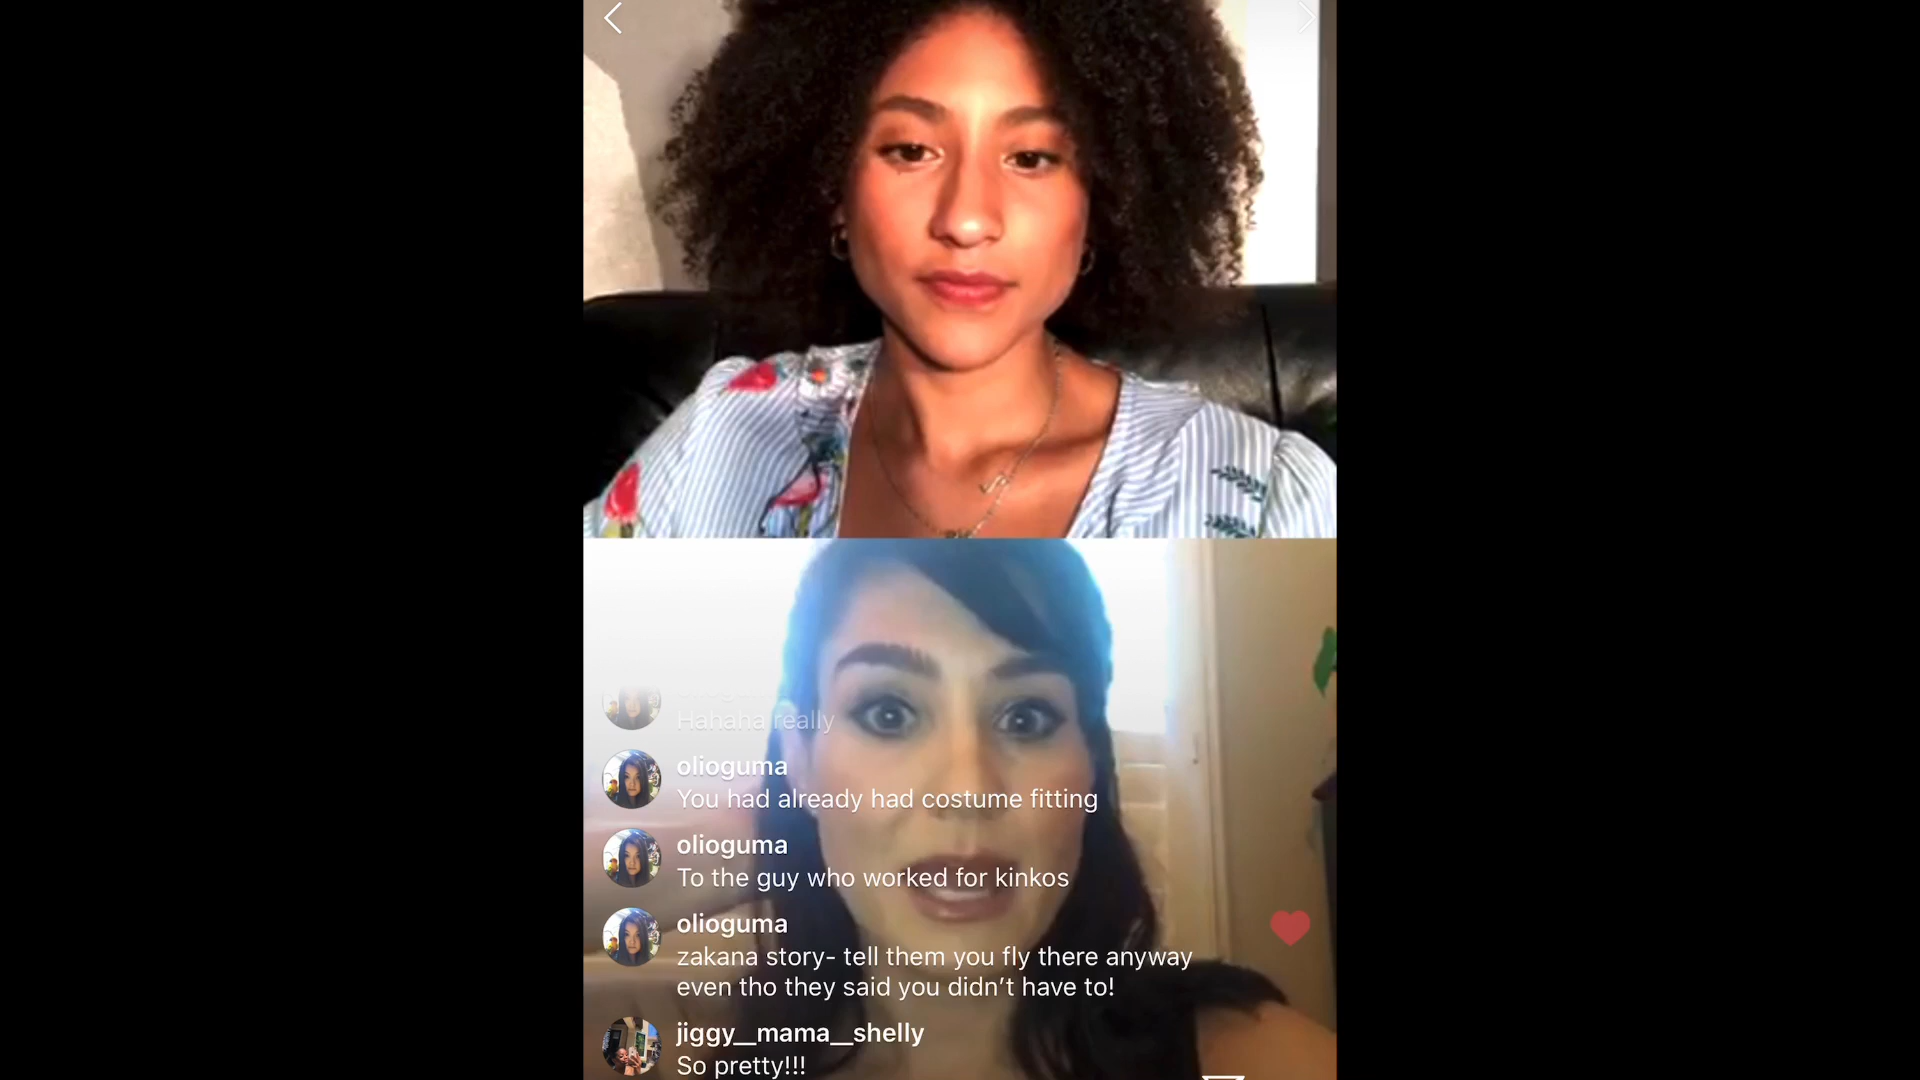 Hahaha really
olioguma
You had already had costume fitting
olioguma
To the guy who worked for kinkos
olioguma
zakana story- tell them you fly there anyway
even tho they said you didn’t have to!
jiggy__mama__shelly
So pretty!!!